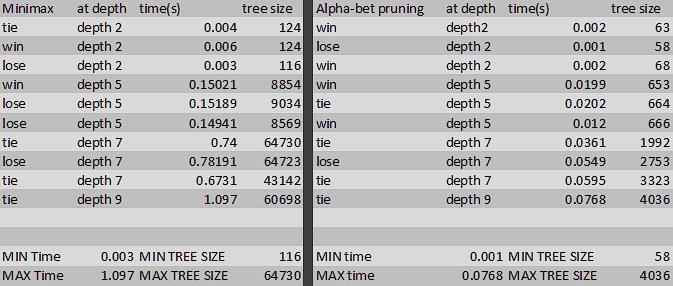 Minimax at depth time(s) tree size Alpha-bet pruning at depth time(s) tree size
tie depth 2 0.004 124 win depth2 0.002 63
win depth 2 0.006 124 lose depth 2 0.001 58
lose depth 2 0.003 116 win depth 2 0.002 68
win depth 5 0.15021 8854 win depth 5 0.0199 653
lose depth 5 0.15189 9034 tie depth 5 0.0202 664
lose depth 5 0.14941 8569 win depth 5 0.012 666
tie depth 7 0.74 64730 tie depth 7 0.0361 1992
lose depth 7 0.78191 64723 lose depth 7 0.0549 2753
tie depth 7 0.6731 43142 tie depth 7 0.0595 3323
tie depth 9 1.097 60698 tie depth 9 0.0768 4036
MIN Time 0.003 MIN TREE SIZE 116 MIN time 0.001 MIN TREE SIZE 58
MAX Time 1.097 MAX TREE SIZE 64730 MAX time 0.0768 MAX TREE SIZE 4036